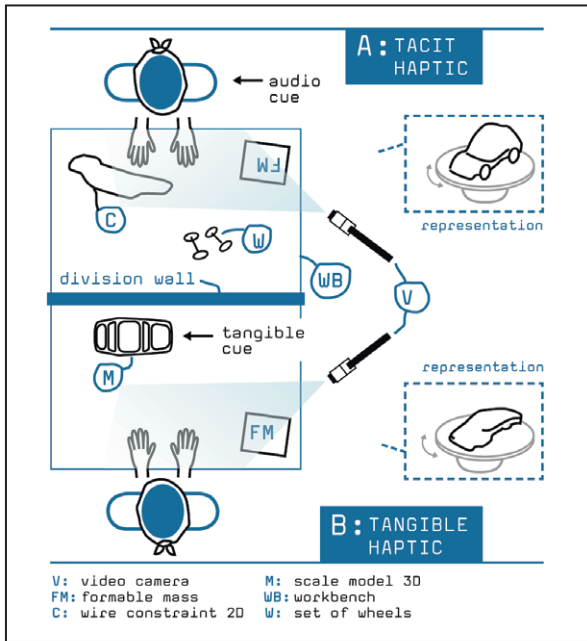 A: TACIT
HAPTIC
audio
cue
FM
C
W
representation
division wall
WB
V
tangible
cue
M
representation
FM
B: TANGIBLE
HAPTIC
V: video camera
FM: formable mass
C: wire constraint 2D
M: scale model 3D
WB: workbench
W: set of wheels